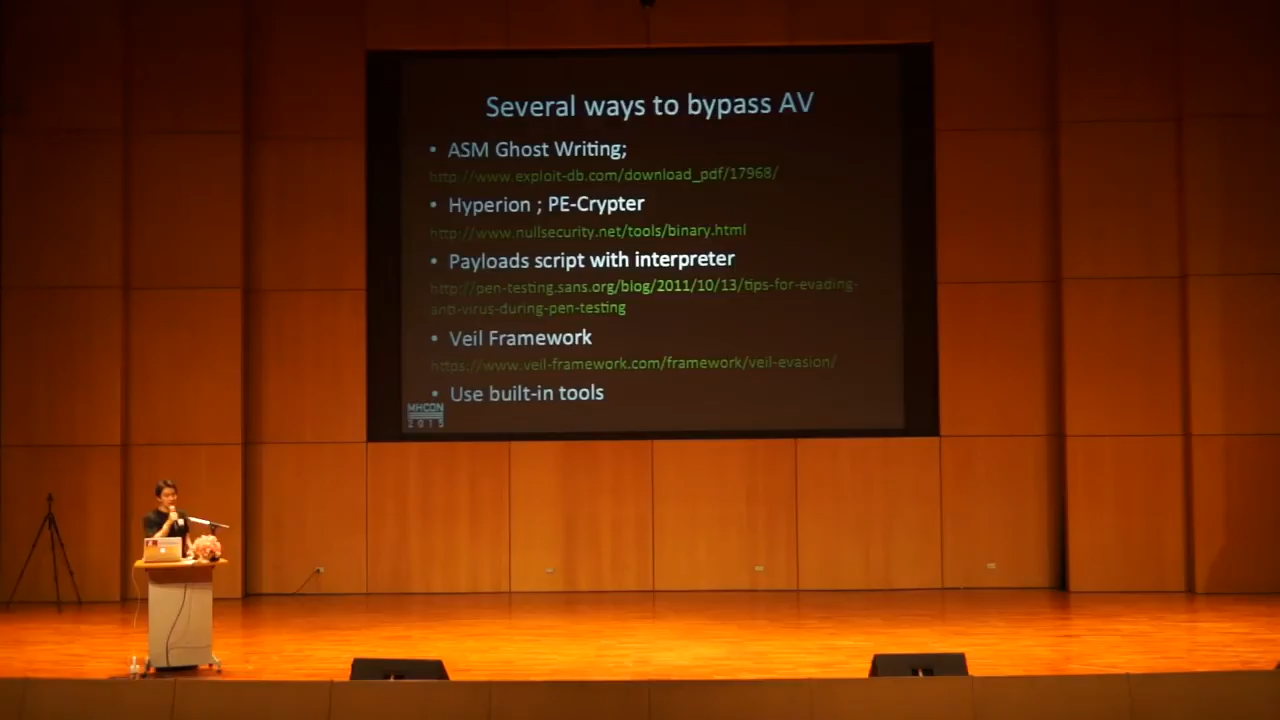 Several ways to bypass AV
• ASM Ghost Writing;
http://www.exploit-db.com/download_pdf/17968/
• Hyperion ; PE-Crypter
http://www.nullsecurity.net/tools/binary.html
• Payloads script with interpreter
http://pen-testing.sans.org/blog/2011/10/13/tips-for-evading-
anti-virus-during-pen-testing
• Veil Framework
https://www.veil-framework.com/framework/veil-evasion/
• Use built-in tools
MHCON
2015